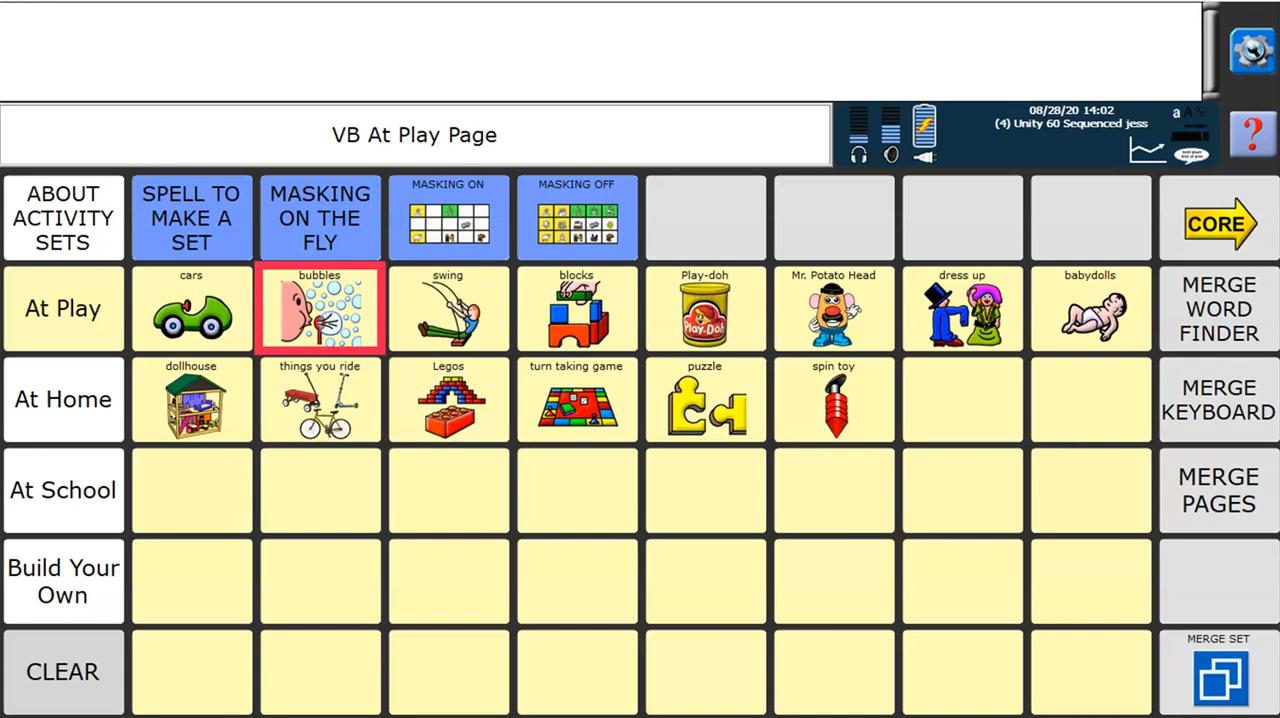 VB At Play Page
08/28/20 14:02
(4) Unity 60 Sequenced jess
aA
?
ABOUT
ACTIVITY
SETS
SPELL TO
MAKE A
SET
MASKING
ON THE
FLY
MASKING ON
MASKING OFF
CORE
At Play
cars
bubbles
swing
blocks
Play-doh
Play-Doh
Mr. Potato Head
dress up
babydolls
MERGE
WORD
FINDER
At Home
dollhouse
things you ride
Legos
turn taking game
puzzle
spin toy
MERGE
KEYBOARD
At School
MERGE
PAGES
Build Your
Own
CLEAR
MERGE SET